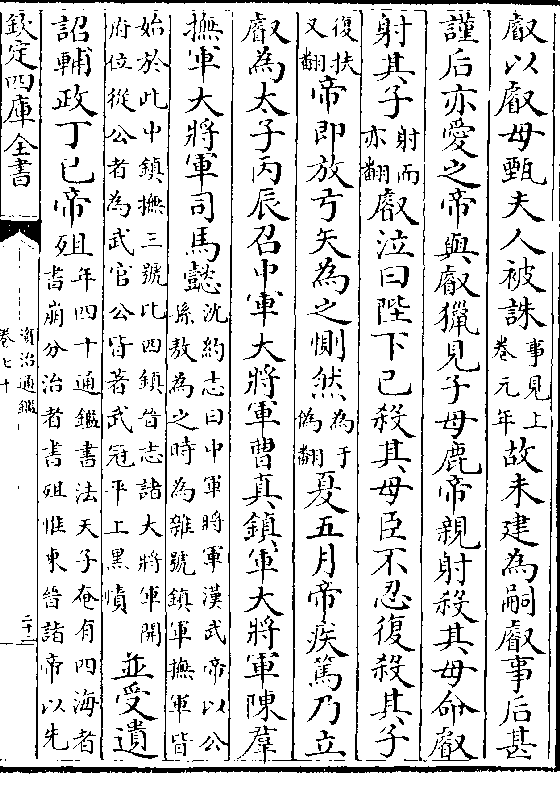 叡以叡母甄夫人被誅事見上卷元年故未建為嗣叡事后甚
謹后亦愛之帝與叡獵見子母鹿帝親射殺其母命叡
射其子射而亦翻叡泣曰陛下已殺其母臣不忍復殺其子
復扶又翻帝即放弓矢為之惻然為于偽翻夏五月帝疾篤乃立
叡為太子丙辰召中軍大將軍曹真鎮軍大將軍陳羣
撫軍大將軍司馬懿沈約志曰中軍將軍漢武帝以公孫敖為之時為雜號鎮軍撫軍皆
始於此中鎮撫三號比四鎮晉志諸大將軍開府位從公者為武官公皆著武冠平上黑幘並受遺
詔輔政丁巳帝殂年四十通鑑書法天子奄有四海者書崩分治者書殂惟東晉諸帝以先
欽定四庫全書
資治通鑑
卷七十
二十二